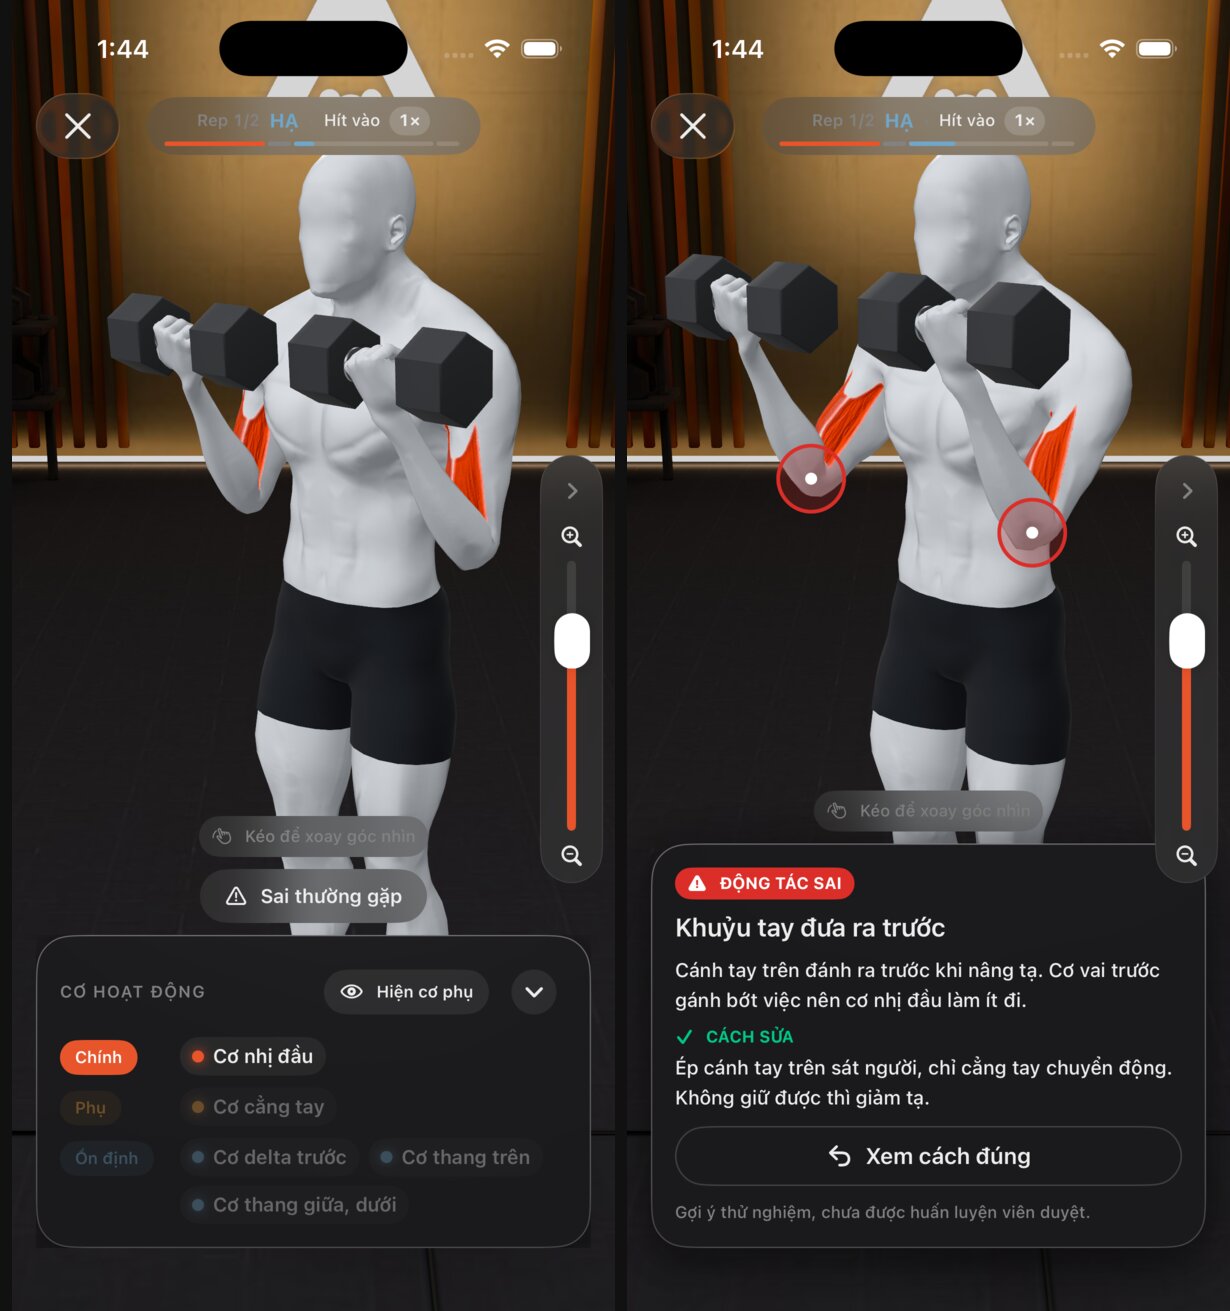 1:44
Rep 1/2 HẠ Hít vào 1×
Kéo để xoay góc nhìn
Sai thường gặp
CƠ HOẠT ĐỘNG
Hiện cơ phụ
Chính
Cơ nhị đầu
Phụ
Cơ cẳng tay
Ổn định
Cơ delta trước
Cơ thang trên
Cơ thang giữa, dưới
1:44
Rep 1/2 HẠ Hít vào 1×
Kéo để xoay góc nhìn
ĐỘNG TÁC SAI
Khuỷu tay đưa ra trước
Cánh tay trên đánh ra trước khi nâng tạ. Cơ vai trước
gánh bớt việc nên cơ nhị đầu làm ít đi.
CÁCH SỬA
Ép cánh tay trên sát người, chỉ cẳng tay chuyển động.
Không giữ được thì giảm tạ.
Xem cách đúng
Gợi ý thử nghiệm, chưa được huấn luyện viên duyệt.